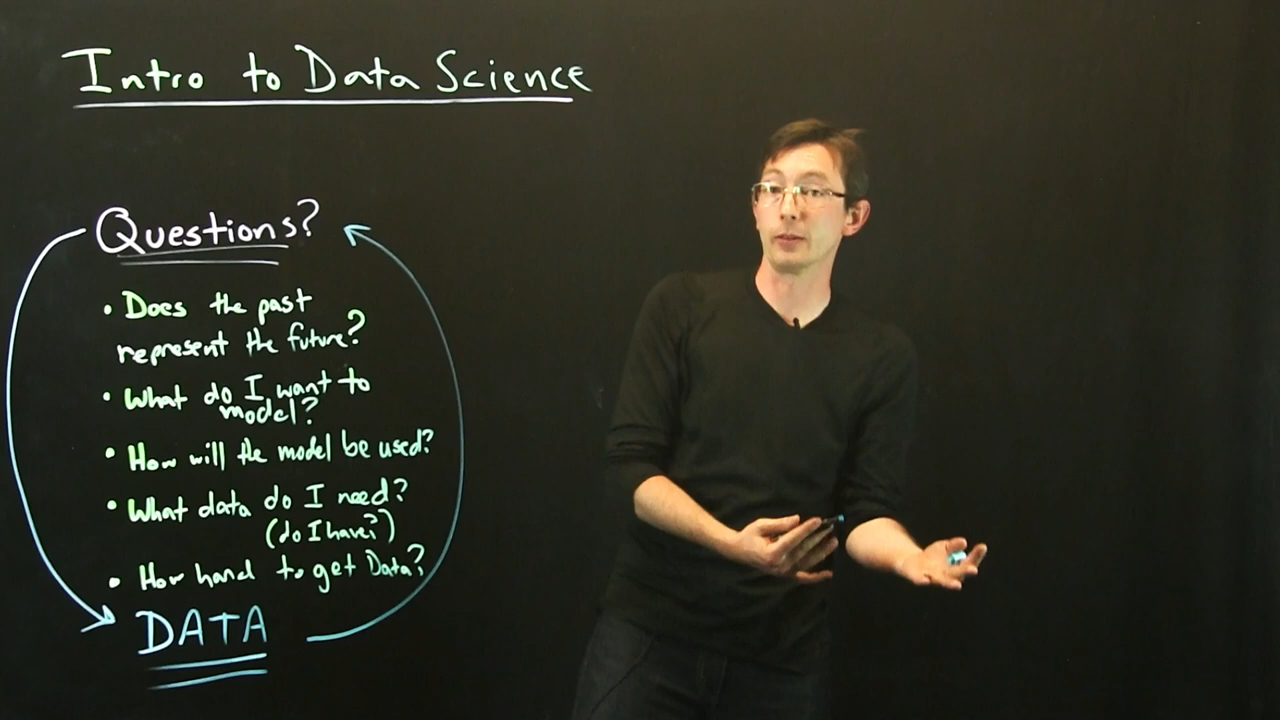 Intro to Data Science
Questions?
• Does the past
represent the future?
• What do I want to
model?
• How will the model be used?
• What data do I need?
(do I have?)
• How hard to get Data?
DATA